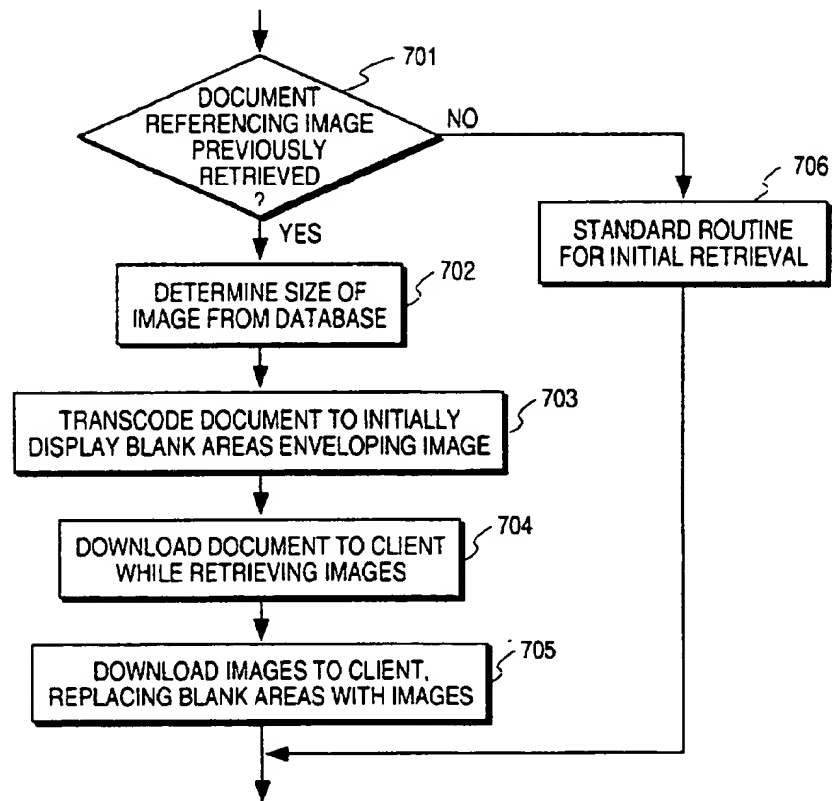 701
DOCUMENT
REFERENCING IMAGE
PREVIOUSLY
RETRIEVED
?
NO
YES
706
STANDARD ROUTINE
FOR INITIAL RETRIEVAL
702
DETERMINE SIZE OF
IMAGE FROM DATABASE
703
TRANSCODE DOCUMENT TO INITIALLY
DISPLAY BLANK AREAS ENVELOPING IMAGE
704
DOWNLOAD DOCUMENT TO CLIENT
WHILE RETRIEVING IMAGES
705
DOWNLOAD IMAGES TO CLIENT,
REPLACING BLANK AREAS WITH IMAGES